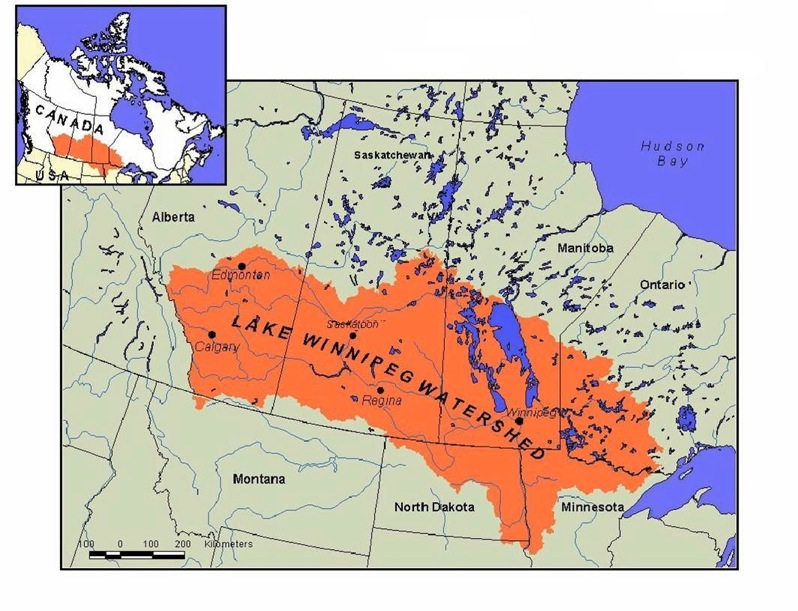 CANADA
USA
Hudson
Bay
Saskatchewan
Alberta
Manitoba
Ontario
Edmonton
Saskatoon
Calgary
LAKE WINNIPEG WATERSHED
Regina
Winnipeg
Montana
North Dakota
Minnesota
100 0 100 200 Kilometers